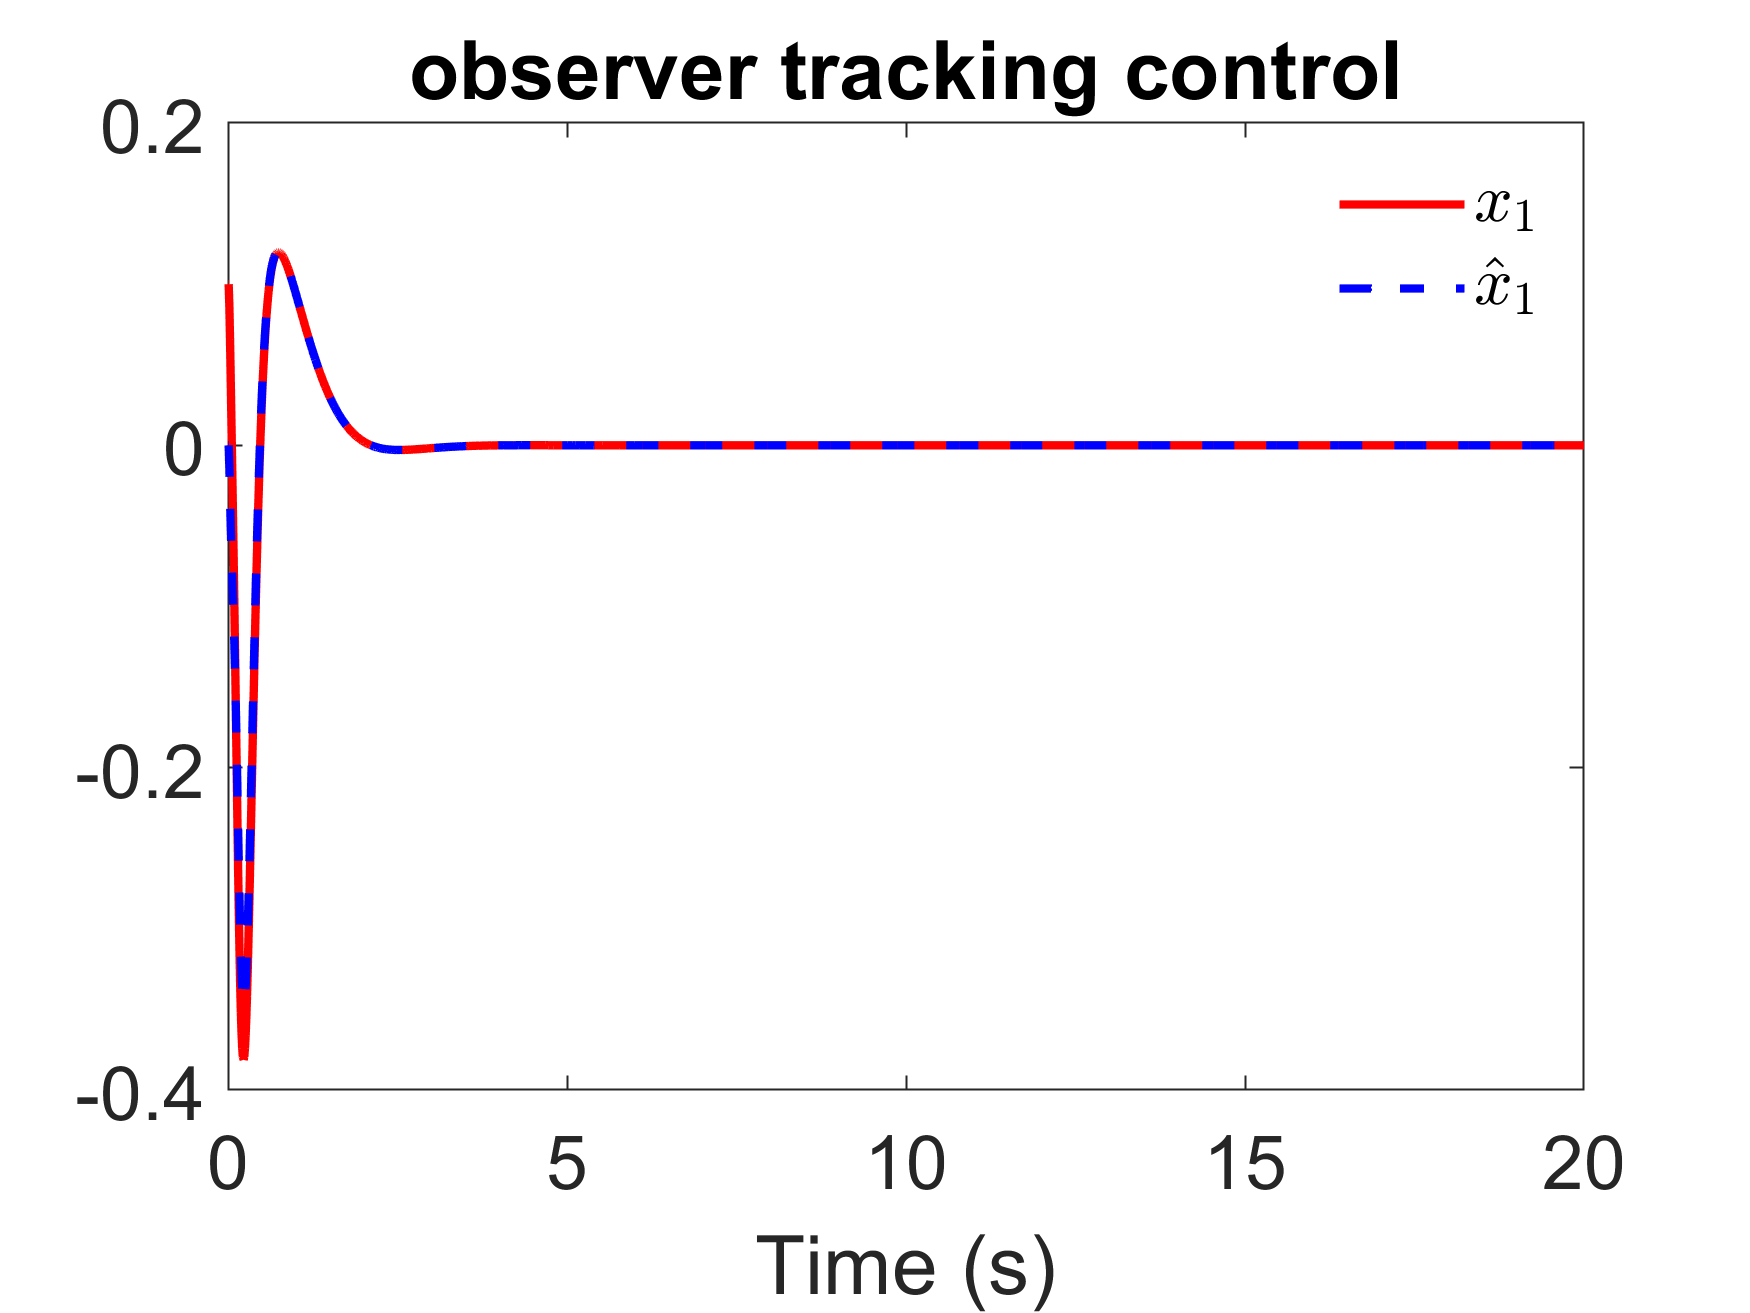 observer tracking control
0.2
0
-0.2
-0.4
x₁
x̂₁
0 5 10 15 20
Time (s)